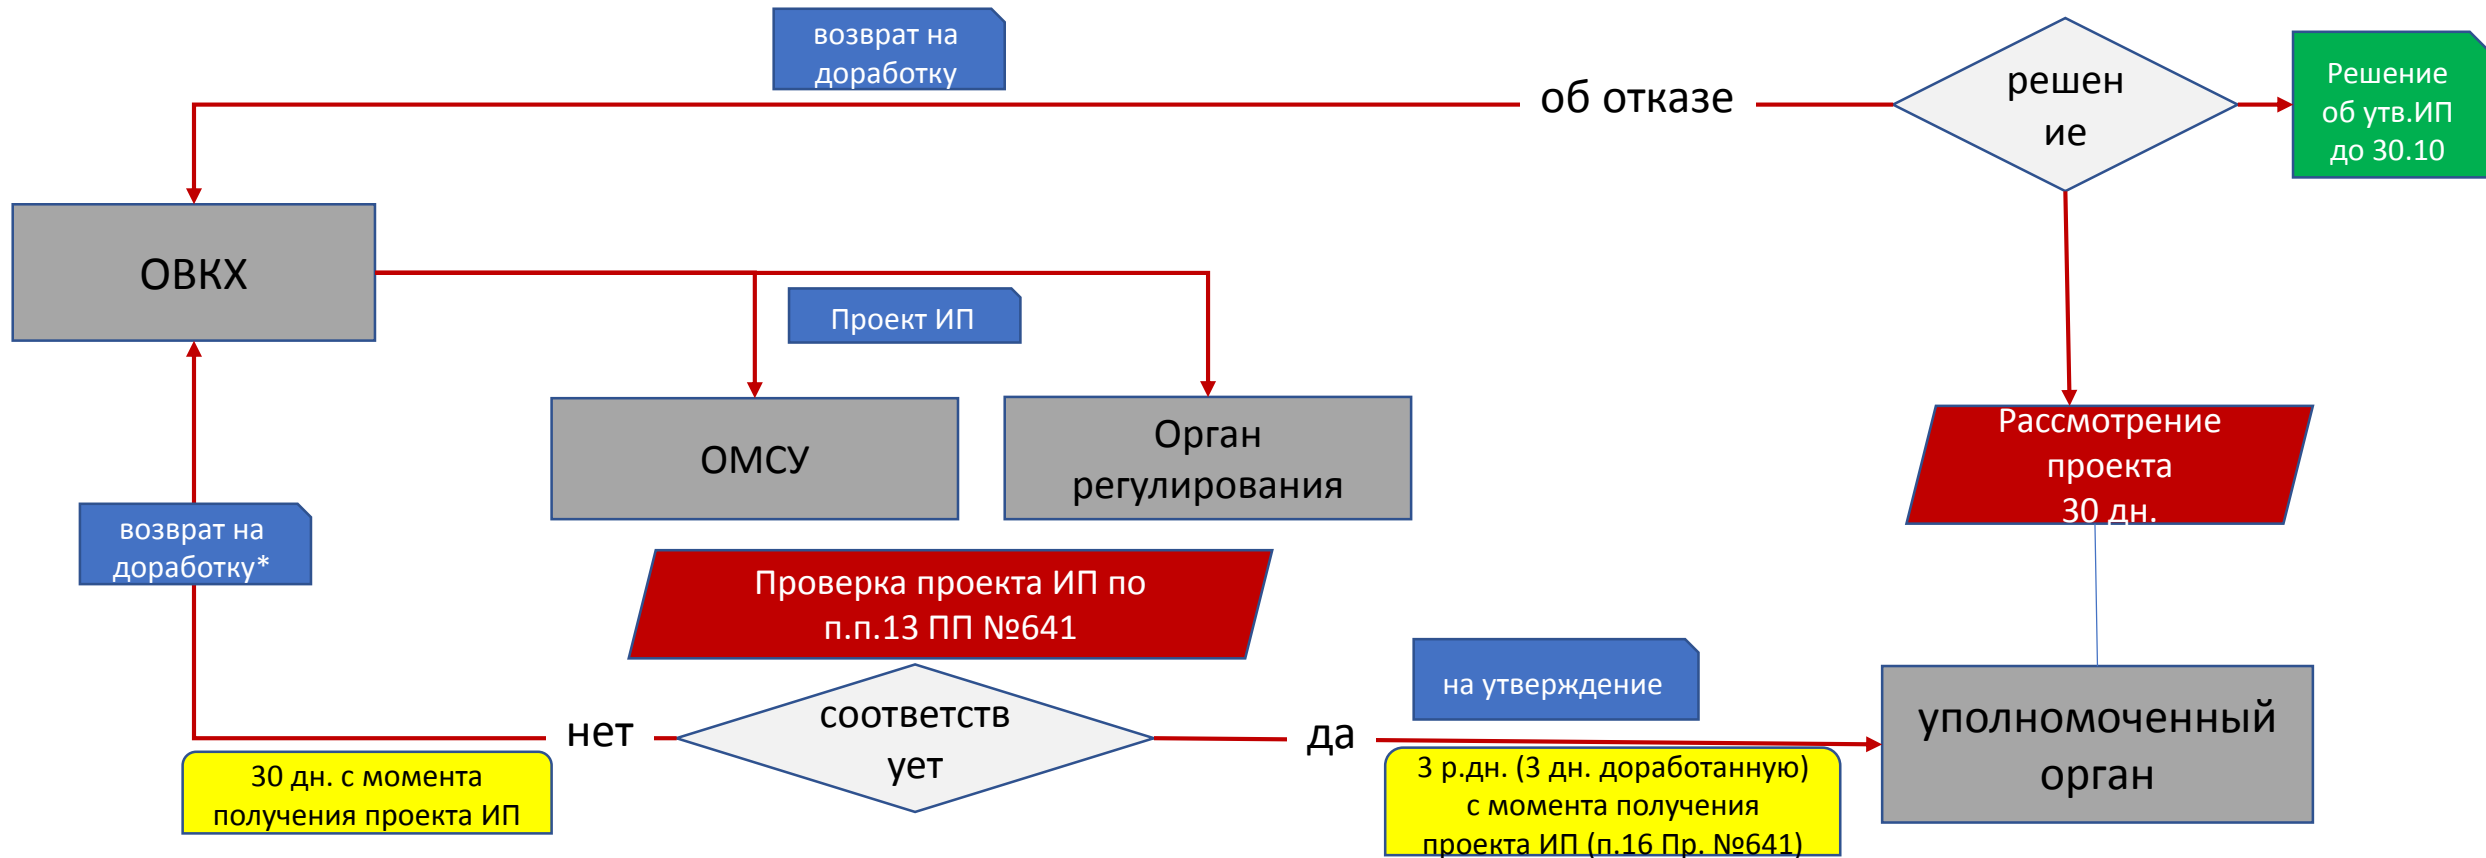 возврат на
доработку
об отказе
решен
ие
Решение
об утв.ИП
до 30.10
ОВКХ
Проект ИП
ОМСУ
Орган
регулирования
Рассмотрение
проекта
30 дн.
возврат на
доработку*
Проверка проекта ИП по
п.п.13 ПП №641
нет
соответств
ует
да
на утверждение
уполномоченный
орган
30 дн. с момента
получения проекта ИП
3 р.дн. (3 дн. доработанную)
с момента получения
проекта ИП (п.16 Пр. №641)